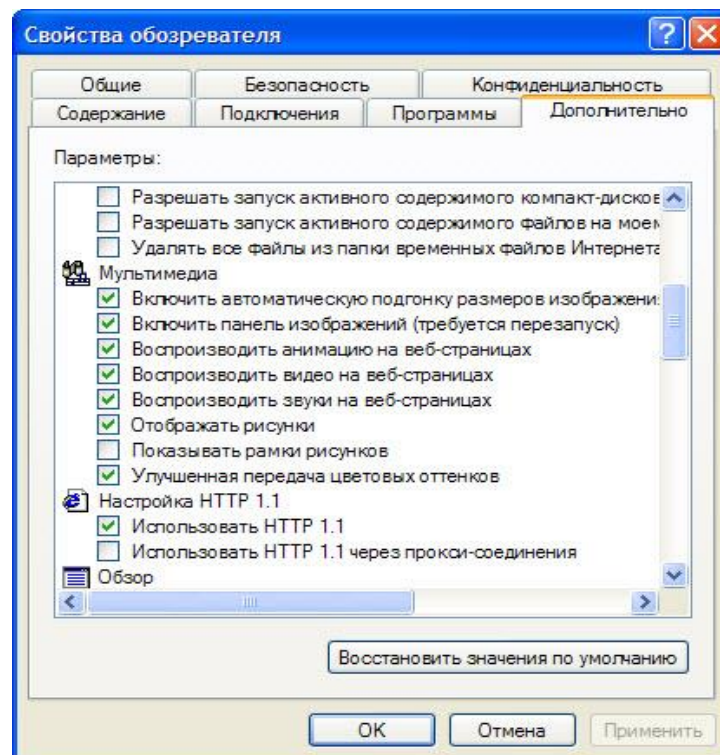 Свойства обозревателя
Общие Безопасность Конфиденциальность
Содержание Подключения Программы Дополнительно
Параметры:
Разрешать запуск активного содержимого компакт-дисков
Разрешать запуск активного содержимого файлов на
Удалять все файлы из папки временных файлов Интернета
Мультимедиа
Включить автоматическую подгонку размеров изображения
Включить панель изображений (требуется перезапуск)
Воспроизводить анимацию на веб-страницах
Воспроизводить видео на веб-страницах
Воспроизводить звуки на веб-страницах
Отображать рисунки
Показывать рамки рисунков
Улучшенная передача цветовых оттенков
Настройка HTTP 1.1
Использовать HTTP 1.1
Использовать HTTP 1.1 через прокси-соединения
Обзор
Восстановить значения по умолчанию
OK Отмена Применить